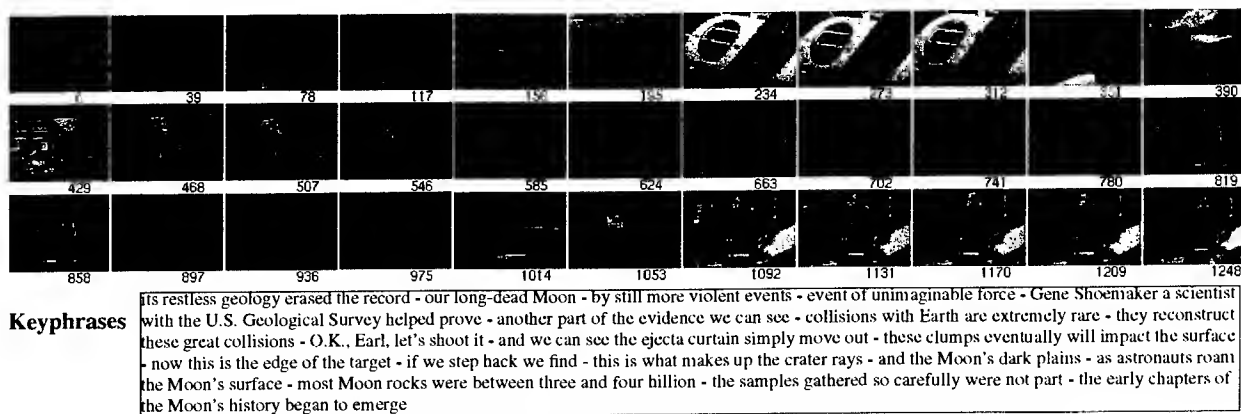 39 78 117 156 195 234 273 312 351 390
429 468 507 546 585 624 663 702 741 780 819
858 897 936 975 1014 1053 1092 1131 1170 1209 1248
Keyphrases
its restless geology erased the record - our long-dead Moon - by still more violent events - event of unimaginable force - Gene Shoemaker a scientist
with the U.S. Geological Survey helped prove - another part of the evidence we can see - collisions with Earth are extremely rare - they reconstruct
these great collisions - O.K., Earl, let's shoot it - and we can see the ejecta curtain simply move out - these clumps eventually will impact the surface
- now this is the edge of the target - if we step back we find - this is what makes up the crater rays - and the Moon's dark plains - as astronauts roam
the Moon's surface - most Moon rocks were between three and four billion - the samples gathered so carefully were not part - the early chapters of
the Moon's history began to emerge